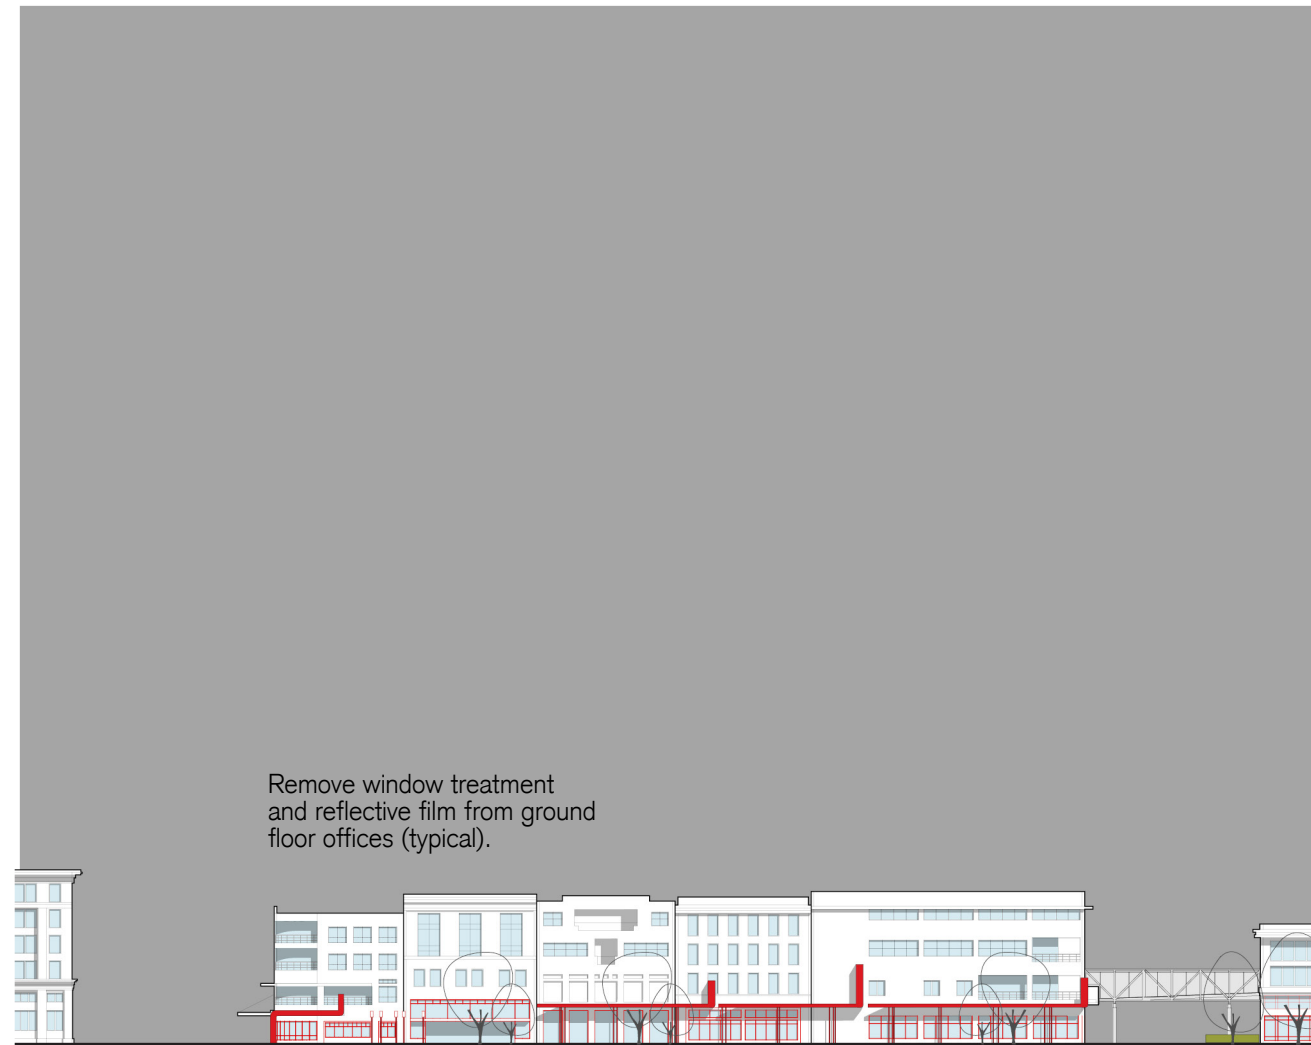 Remove window treatment
and reflective film from ground
floor offices (typical).